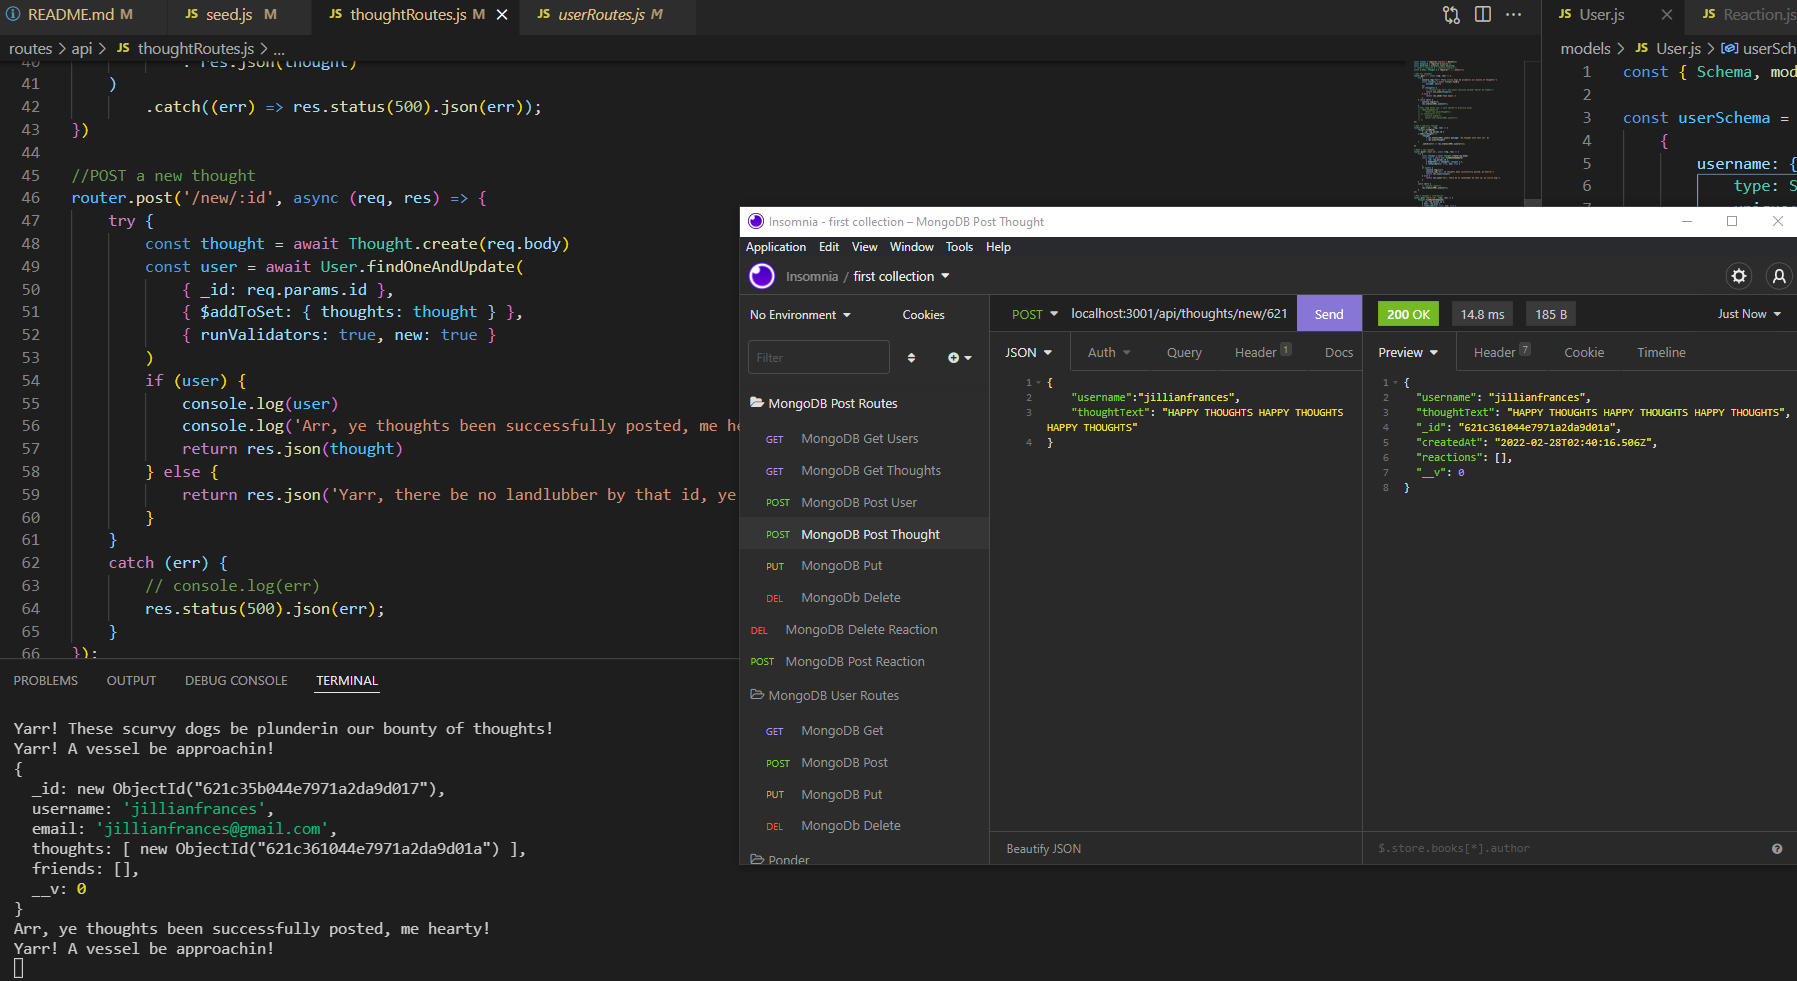 README.md M
JS seed.js M
JS thoughtRoutes.js M
JS userRoutes.js M
JS User.js
JS Reaction.js
routes > api > JS thoughtRoutes.js > ...
models > JS User.js > userSch
40 : res.json(thought)
41 )
42 .catch((err) => res.status(500).json(err));
43 })
44
45 //POST a new thought
46 router.post('/new/:id', async (req, res) => {
47 try {
48 const thought = await Thought.create(req.body)
49 const user = await User.findOneAndUpdate(
50 { _id: req.params.id },
51 { $addToSet: { thoughts: thought } },
52 { runValidators: true, new: true }
53 )
54 if (user) {
55 console.log(user)
56 console.log('Arr, ye thoughts been successfully posted, me he
57 return res.json(thought)
58 } else {
59 return res.json('Yarr, there be no landlubber by that id, ye
60 }
61 }
62 catch (err) {
63 // console.log(err)
64 res.status(500).json(err);
65 }
66 });
1 const { Schema, mod
2
3 const userSchema =
4 {
5 username: {
6 type: S
7
PROBLEMS OUTPUT DEBUG CONSOLE TERMINAL
Yarr! These scurvy dogs be plunderin our bounty of thoughts!
Yarr! A vessel be approachin!
{
_id: new ObjectId("621c35b044e7971a2da9d017"),
username: 'jillianfrances',
email: 'jillianfrances@gmail.com',
thoughts: [ new ObjectId("621c361044e7971a2da9d01a") ],
friends: [],
__v: 0
}
Arr, ye thoughts been successfully posted, me hearty!
Yarr! A vessel be approachin!
Insomnia - first collection – MongoDB Post Thought
Application Edit View Window Tools Help
Insomnia / first collection
No Environment Cookies
Filter
MongoDB Post Routes
GET MongoDB Get Users
GET MongoDB Get Thoughts
POST MongoDB Post User
POST MongoDB Post Thought
PUT MongoDB Put
DEL MongoDb Delete
DEL MongoDB Delete Reaction
POST MongoDB Post Reaction
MongoDB User Routes
GET MongoDB Get
POST MongoDB Post
PUT MongoDB Put
DEL MongoDb Delete
Ponder
POST localhost:3001/api/thoughts/new/621 Send
JSON Auth Query Header 1 Docs
1 {
2 "username":"jillianfrances",
3 "thoughtText": "HAPPY THOUGHTS HAPPY THOUGHTS
HAPPY THOUGHTS"
4 }
Beautify JSON
200 OK 14.8 ms 185 B Just Now
Preview Header 7 Cookie Timeline
1 {
2 "username": "jillianfrances",
3 "thoughtText": "HAPPY THOUGHTS HAPPY THOUGHTS HAPPY THOUGHTS",
4 "_id": "621c361044e7971a2da9d01a",
5 "createdAt": "2022-02-28T02:40:16.506Z",
6 "reactions": [],
7 "__v": 0
8 }
$.store.books[*].author